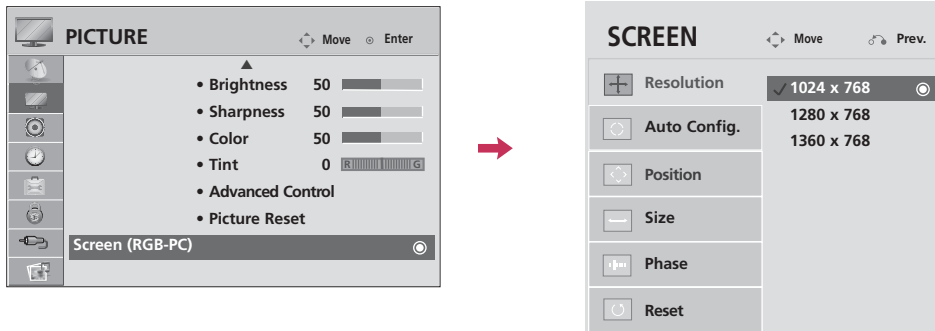 PICTURE
Move
Enter
• Brightness 50
• Sharpness 50
• Color 50
• Tint 0 R G
• Advanced Control
• Picture Reset
Screen (RGB-PC)
SCREEN
Move
Prev.
Resolution
Auto Config.
Position
Size
Phase
Reset
1024 x 768
1280 x 768
1360 x 768